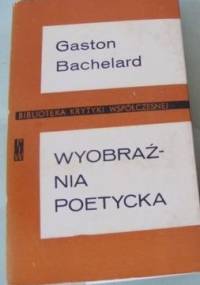 Gaston
Bachelard
BIBLIOTEKA KRYTYKI WSPÓŁCZESNEJ
WYOBRAŹ-
NIA
POETYCKA